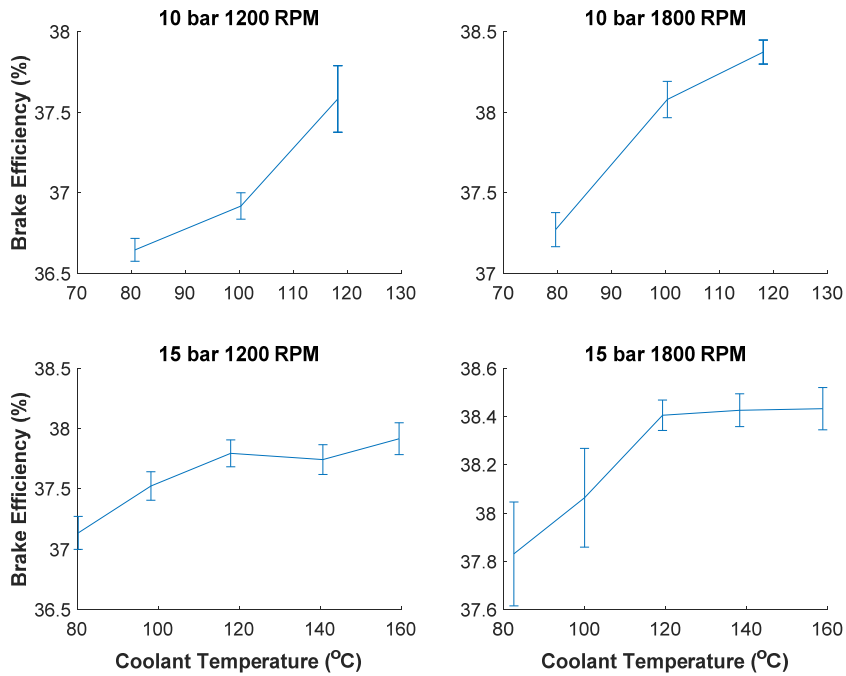 10 bar 1200 RPM
Brake Efficiency (%)
38
37.5
37
36.5
70 80 90 100 110 120 130
10 bar 1800 RPM
38.5
38
37.5
37
70 80 90 100 110 120 130
15 bar 1200 RPM
Brake Efficiency (%)
38.5
38
37.5
37
36.5
80 100 120 140 160
Coolant Temperature (°C)
15 bar 1800 RPM
38.6
38.4
38.2
38
37.8
37.6
80 100 120 140 160
Coolant Temperature (°C)